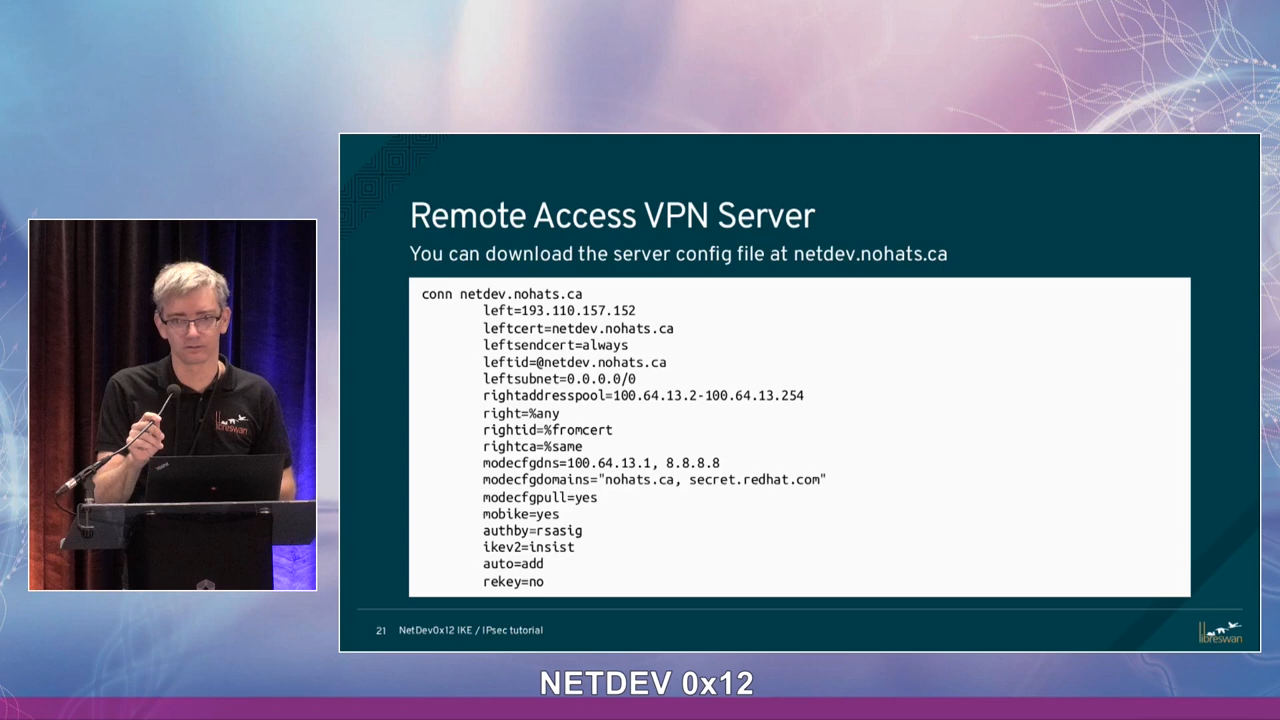 Remote Access VPN Server
You can download the server config file at netdev.nohats.ca
conn netdev.nohats.ca
left=193.110.157.152
leftcert=netdev.nohats.ca
leftsendcert=always
leftid=@netdev.nohats.ca
leftsubnet=0.0.0.0/0
rightaddresspool=100.64.13.2-100.64.13.254
right=%any
rightid=%fromcert
rightca=%same
modecfgdns=100.64.13.1, 8.8.8.8
modecfgdomains="nohats.ca, secret.redhat.com"
modecfgpull=yes
mobike=yes
authby=rsasig
ikev2=insist
auto=add
rekey=no
libreswan
21 NetDev0x12 IKE / IPsec tutorial
libreswan
NETDEV 0x12